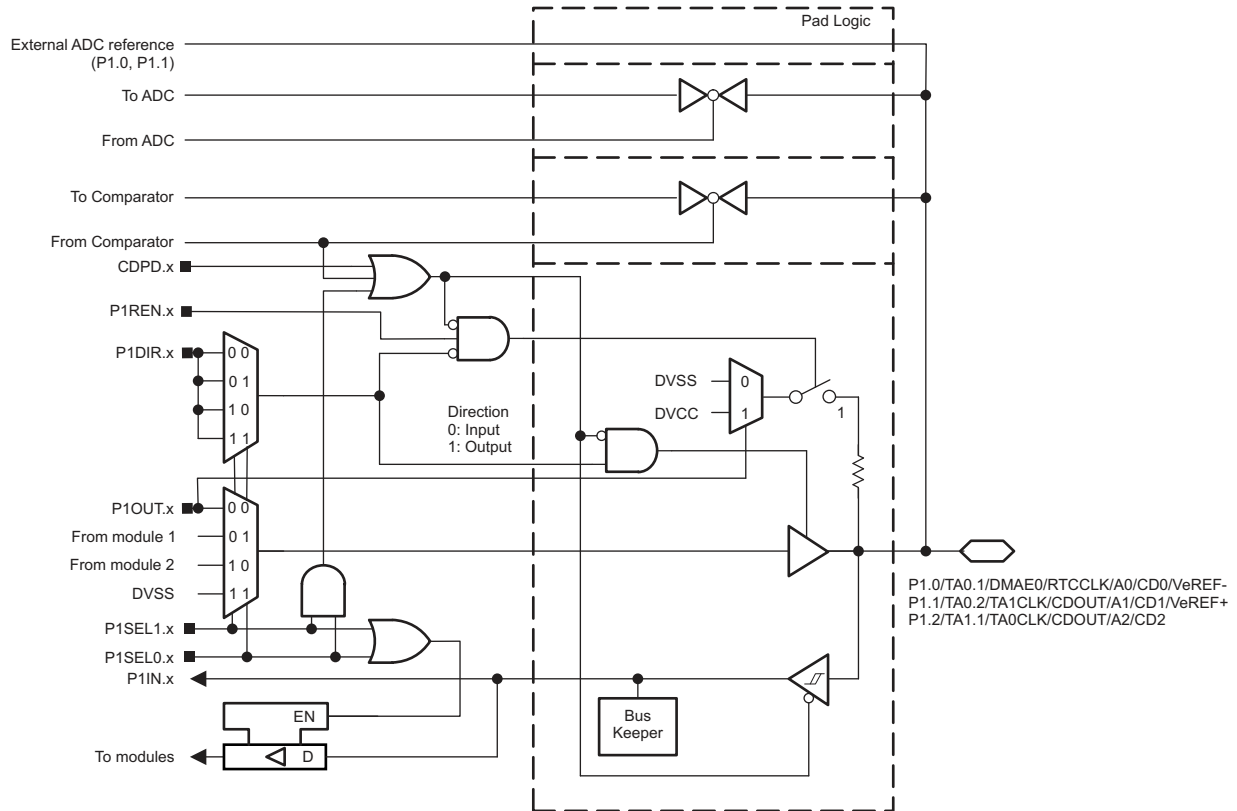 Pad Logic
External ADC reference
(P1.0, P1.1)
To ADC
From ADC
To Comparator
From Comparator
CDPD.x
P1REN.x
P1DIR.x
0 0
0 1
1 0
1 1
Direction
0: Input
1: Output
DVSS
0
DVCC
1
1
P1OUT.x
0 0
From module 1
0 1
From module 2
1 0
DVSS
1 1
P1.0/TA0.1/DMAE0/RTCCLK/A0/CD0/VeREF-
P1.1/TA0.2/TA1CLK/CDOUT/A1/CD1/VeREF+
P1.2/TA1.1/TA0CLK/CDOUT/A2/CD2
P1SEL1.x
P1SEL0.x
P1IN.x
EN
Bus
Keeper
To modules
D